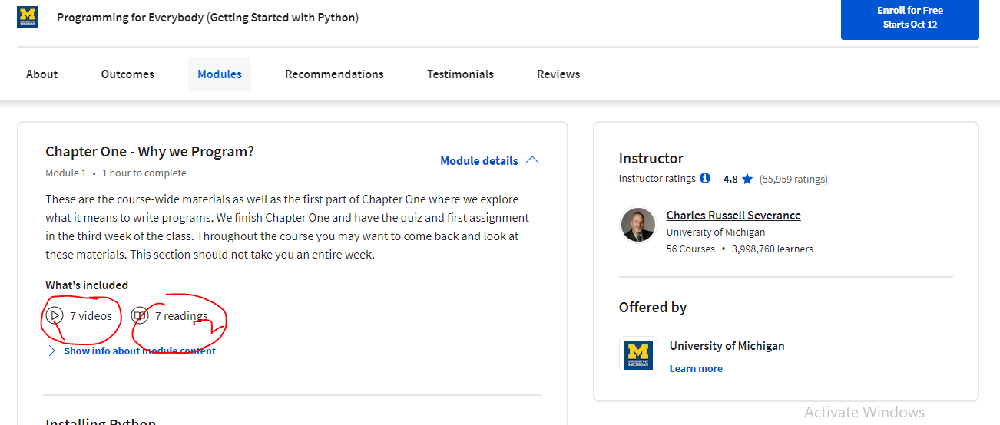 Programming for Everybody (Getting Started with Python)
Enroll for Free
Starts Oct 12
About
Outcomes
Modules
Recommendations
Testimonials
Reviews
Chapter One - Why we Program?
Module details
Module 1 • 1 hour to complete
These are the course-wide materials as well as the first part of Chapter One where we explore
what it means to write programs. We finish Chapter One and have the quiz and first assignment
in the third week of the class. Throughout the course you may want to come back and look at
these materials. This section should not take you an entire week.
What's included
7 videos
7 readings
2
Show info about module content
Installing Python
Instructor
Instructor ratings
4.8 ★ (55,959 ratings)
Charles Russell Severance
University of Michigan
56 Courses • 3,998,760 learners
Offered by
UNIVERSITY OF
MICHIGAN
University of Michigan
Learn more
Activate Windows